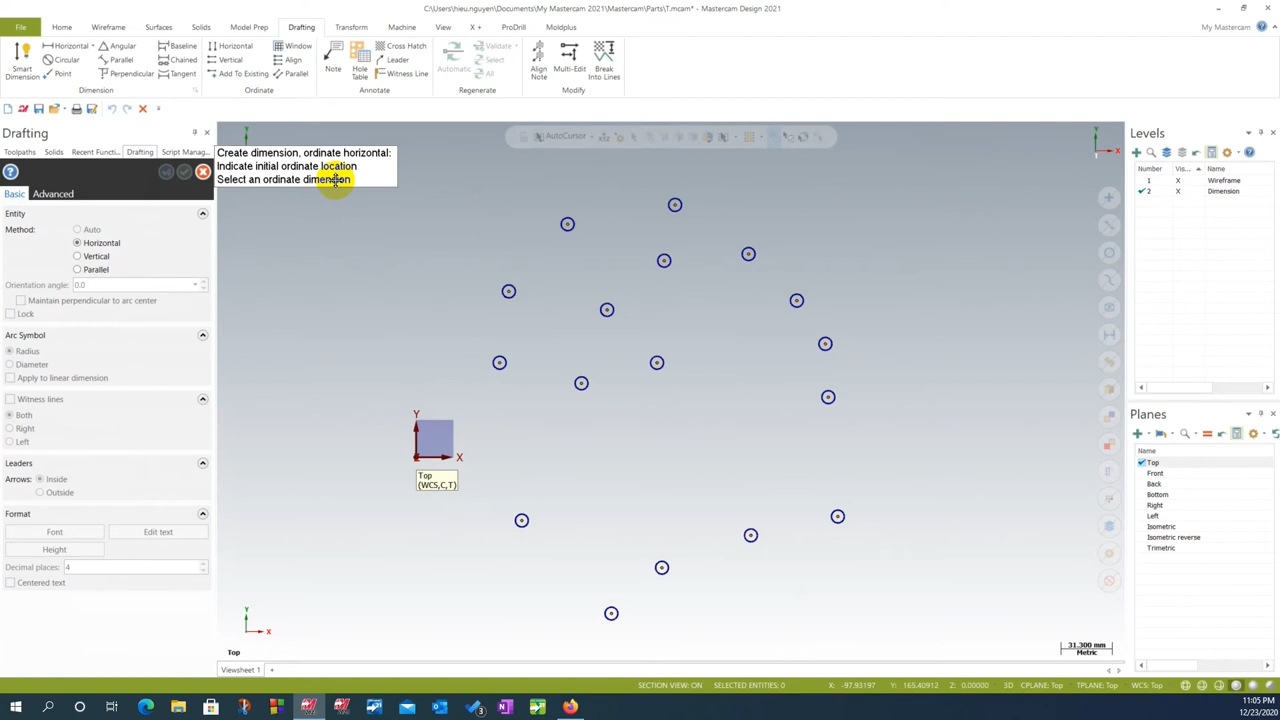 C:\Users\hieu.nguyen\Documents\My Mastercam 2021\Mastercam\Parts\T.mcam* - Mastercam Design 2021
File
Home
Wireframe
Surfaces
Solids
Model Prep
Drafting
Transform
Machine
View
X +
ProDrill
Moldplus
My Mastercam
Smart Dimension
Horizontal
Angular
Baseline
Circular
Parallel
Chained
Point
Perpendicular
Tangent
Dimension
Horizontal
Window
Vertical
Align
Add To Existing
Parallel
Ordinate
Note
Hole Table
Cross Hatch
Leader
Witness Line
Annotate
Automatic
Validate
Select
All
Regenerate
Align Note
Multi-Edit
Break Into Lines
Modify
Drafting
Toolpaths
Solids
Recent Functi...
Drafting
Script Manag...
Basic
Advanced
Entity
Method:
Auto
Horizontal
Vertical
Parallel
Orientation angle:
0.0
Maintain perpendicular to arc center
Lock
Arc Symbol
Radius
Diameter
Apply to linear dimension
Witness lines
Both
Right
Left
Leaders
Arrows:
Inside
Outside
Format
Font
Edit text
Height
Decimal places:
4
Centered text
Create dimension, ordinate horizontal:
Indicate initial ordinate location
Select an ordinate dimension
AutoCursor
Y
X
Y
X
Top
(WCS,C,T)
Y
X
Top
31.300 mm
Metric
Viewsheet 1
+
Levels
Number
Vis...
Name
1
X
Wireframe
2
X
Dimension
Planes
Name
Top
Front
Back
Bottom
Right
Left
Isometric
Isometric reverse
Trimetric
SECTION VIEW: ON
SELECTED ENTITIES: 0
X: -97.93197
Y: 165.40912
Z: 0.00000
3D
CPLANE: Top
TPLANE: Top
WCS: Top
11:05 PM
12/23/2020